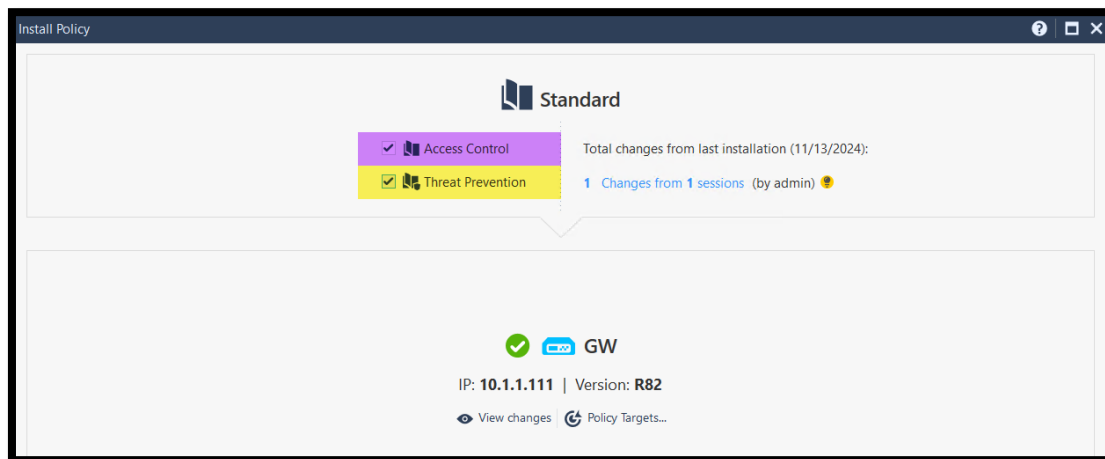 Install Policy
Standard
Access Control
Total changes from last installation (11/13/2024):
Threat Prevention
1 Changes from 1 sessions (by admin)
GW
IP: 10.1.1.111 | Version: R82
View changes | Policy Targets...